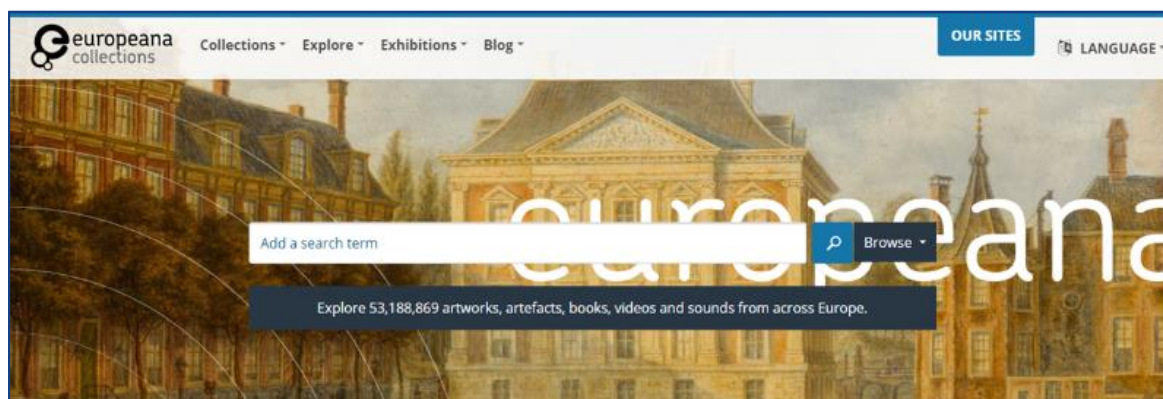 europeana
collections
Collections Explore Exhibitions Blog
OUR SITES
LANGUAGE
europeana
Add a search term
Browse
Explore 53,188,869 artworks, artefacts, books, videos and sounds from across Europe.